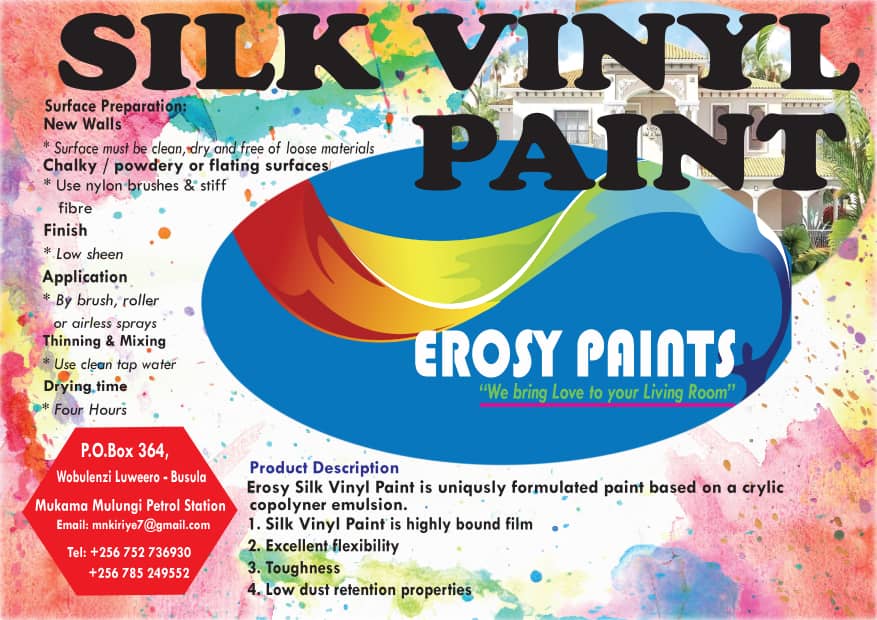 SILK VINYL
PAINT
Surface Preparation:
New Walls
* Surface must be clean, dry and free of loose materials
Chalky / powdery or flating surfaces
* Use nylon brushes & stiff
fibre
Finish
* Low sheen
Application
* By brush, roller
or airless sprays
Thinning & Mixing
* Use clean tap water
Drying time
* Four Hours
EROSY PAINTS
“We bring Love to your Living Room”
P.O.Box 364,
Wobulenzi Luweero - Busula
Mukama Mulungi Petrol Station
Email: mnkiriye7@gmail.com
Tel: +256 752 736930
+256 785 249552
Product Description
Erosy Silk Vinyl Paint is uniqusly formulated paint based on a crylic
copolyner emulsion.
1. Silk Vinyl Paint is highly bound film
2. Excellent flexibility
3. Toughness
4. Low dust retention properties